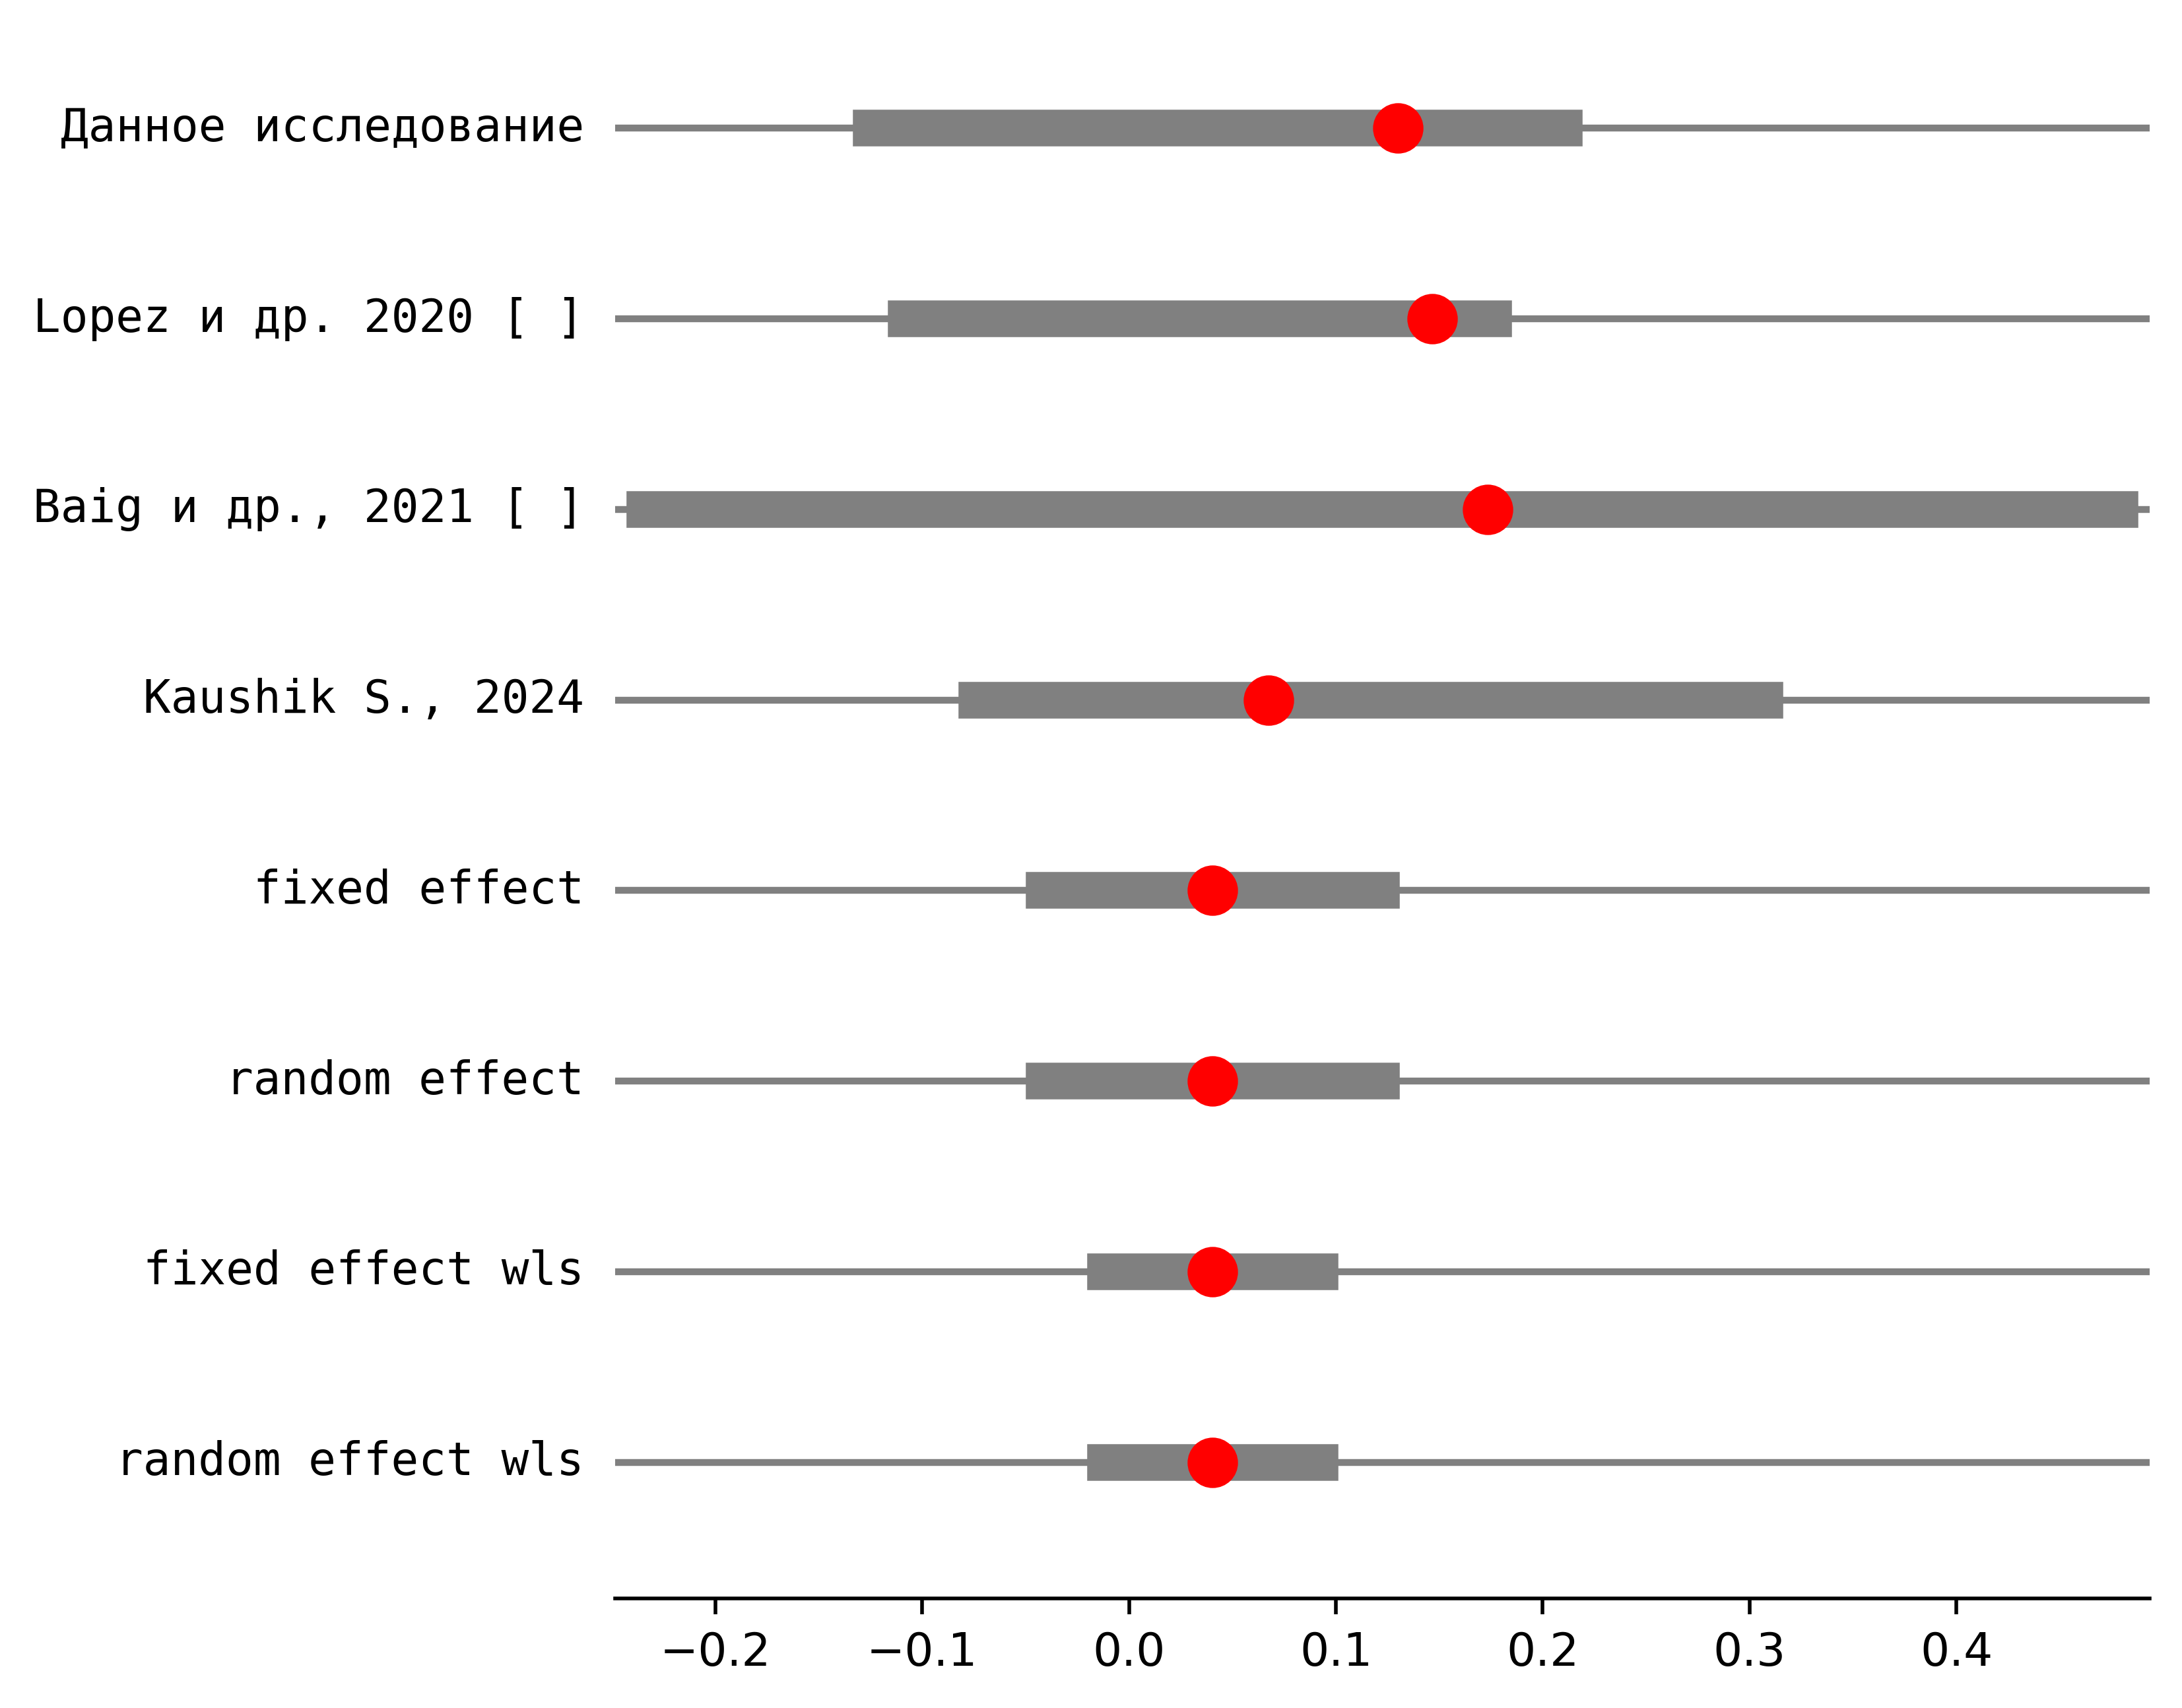 Данное исследование
Lopez и др. 2020 [ ]
Baig и др., 2021 [ ]
Kaushik S., 2024
fixed effect
random effect
fixed effect wls
random effect wls
−0.2 −0.1 0.0 0.1 0.2 0.3 0.4